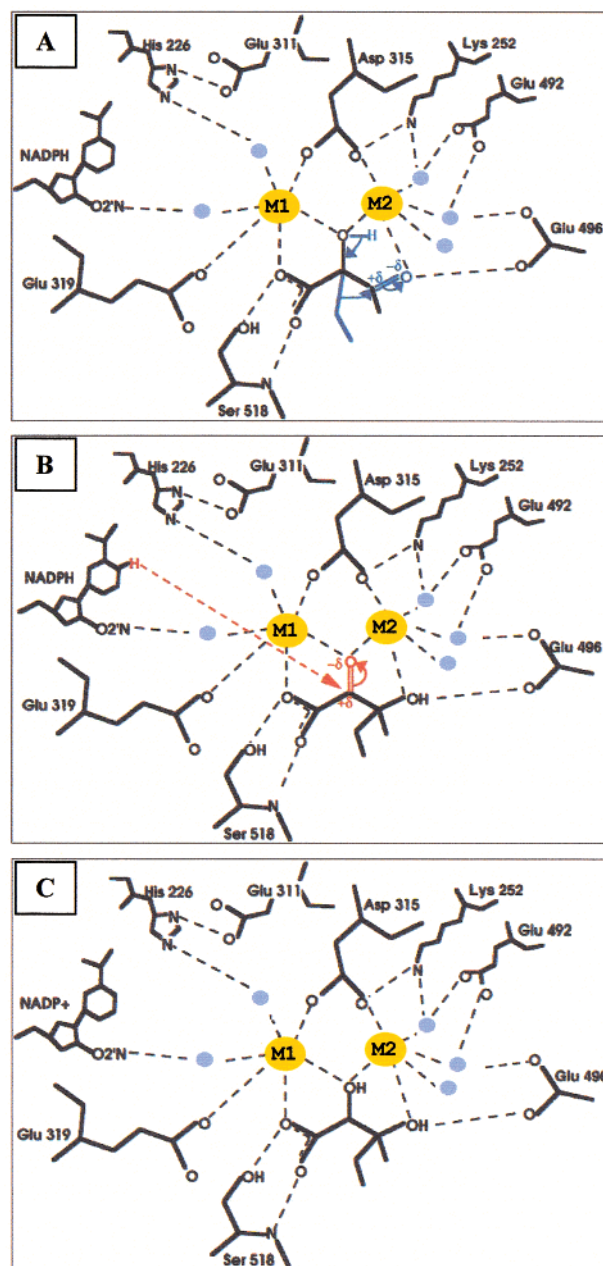 A
His 226
Glu 311
Asp 315
Lys 252
Glu 492
N
N
O
NADPH
O2'N
O
O
N
O
O
M1
M2
O
Glu 496
O
O
H
+δ
-δ
O
O
O
Glu 319
O
O
OH
N
Ser 518
B
His 226
Glu 311
Asp 315
Lys 252
Glu 492
N
N
O
NADPH
H
O2'N
O
O
N
O
O
M1
M2
O
Glu 496
O
-δ
O
+δ
O
OH
O
Glu 319
O
O
OH
N
Ser 518
C
His 226
Glu 311
Asp 315
Lys 252
Glu 492
N
N
O
NADP+
O2'N
O
O
N
O
O
M1
M2
O
Glu 496
O
OH
O
OH
O
Glu 319
O
O
OH
N
Ser 518